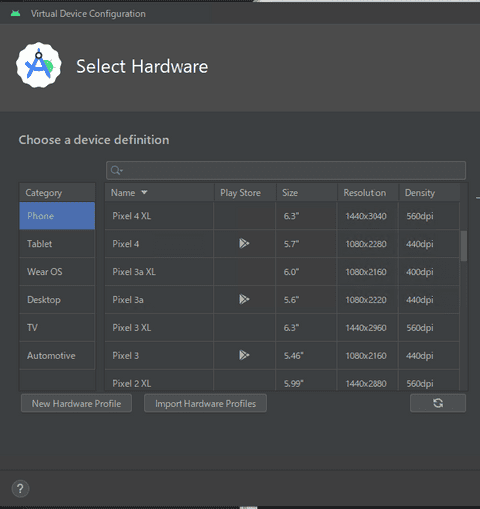 Virtual Device Configuration
Select Hardware
Choose a device definition
Category
Phone
Tablet
Wear OS
Desktop
TV
Automotive
Name Play Store Size Resolution Density
Pixel 4 XL 6.3" 1440x3040 560dpi
Pixel 4 5.7" 1080x2280 440dpi
Pixel 3a XL 6.0" 1080x2160 400dpi
Pixel 3a 5.6" 1080x2220 440dpi
Pixel 3 XL 6.3" 1440x2960 560dpi
Pixel 3 5.46" 1080x2160 440dpi
Pixel 2 XL 5.99" 1440x2880 560dpi
New Hardware Profile Import Hardware Profiles
?